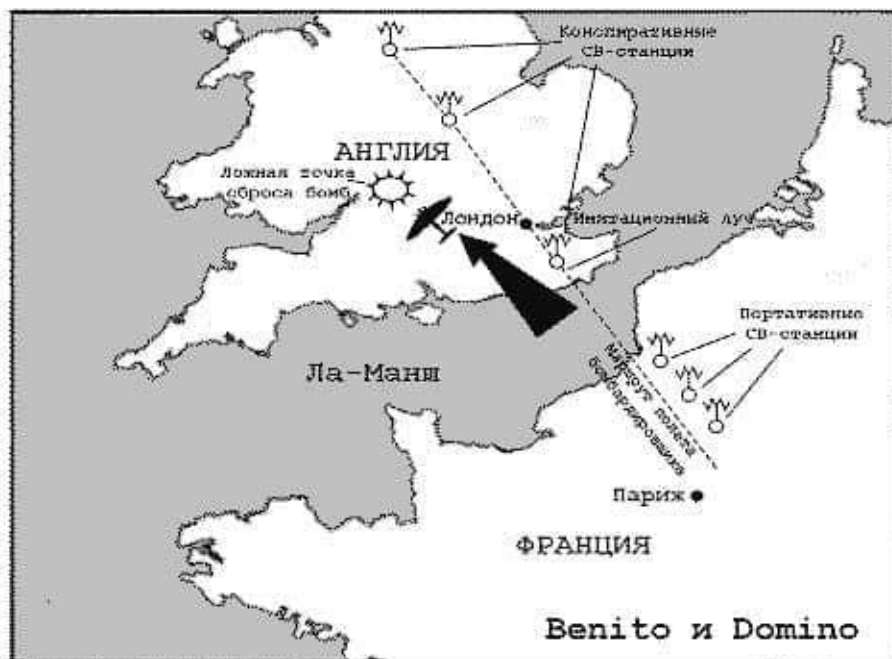 Конспиративные
СВ-станции
АНГЛИЯ
Ложная точка
сброса бомб
Лондон
Имитационный луч
Портативные
СВ-станции
Ла-Манш
Маршрут полета
бомбардировщика
Париж
ФРАНЦИЯ
Benito и Domino